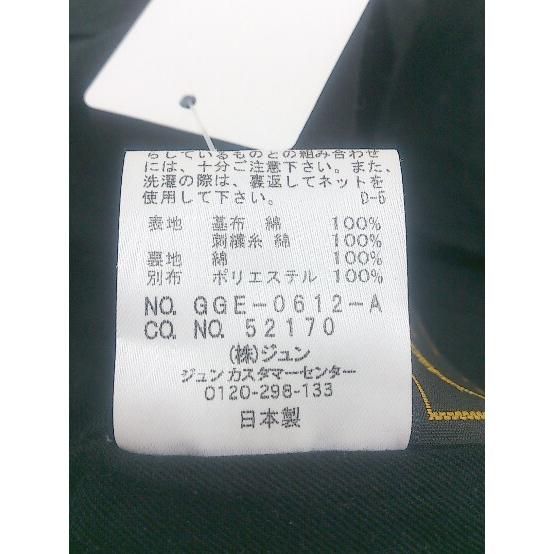 らしているものとの組み合わせ
には、十分ご注意下さい。また、
洗濯の際は、裏返してネットを
使用して下さい。 D-5
表地 基布 綿 100%
刺繍糸 綿 100%
裏地 綿 100%
別布 ポリエステル 100%
NO. GGE-0612-A
CO. NO. 52170
(株)ジュン
ジュンカスタマーセンター
0120-298-133
日本製